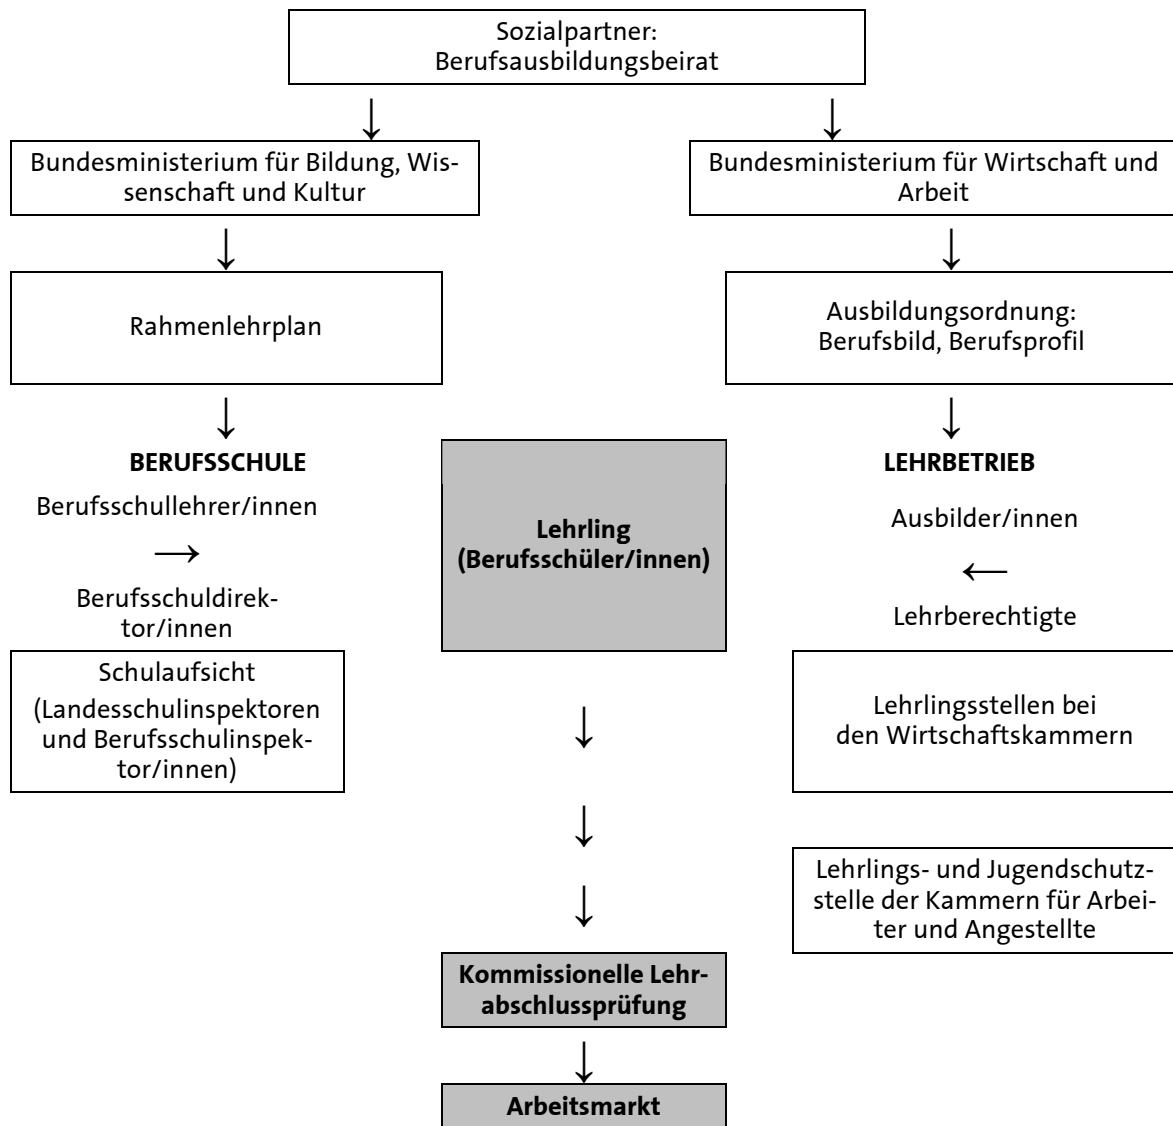 Sozialpartner:
Berufsausbildungsbeirat
Bundesministerium für Bildung, Wis-
senschaft und Kultur
Bundesministerium für Wirtschaft und
Arbeit
Rahmenlehrplan
Ausbildungsordnung:
Berufsbild, Berufsprofil
BERUFSSCHULE
Berufsschullehrer/innen
Berufsschuldirek-
tor/innen
Lehrling
(Berufsschüler/innen)
LEHRBETRIEB
Ausbilder/innen
Lehrberechtigte
Schulaufsicht
(Landesschulinspektoren
und Berufsschulinspek-
tor/innen)
Lehrlingsstellen bei
den Wirtschaftskammern
Lehrlings- und Jugendschutz-
stelle der Kammern für Arbei-
ter und Angestellte
Kommissionelle Lehr-
abschlussprüfung
Arbeitsmarkt